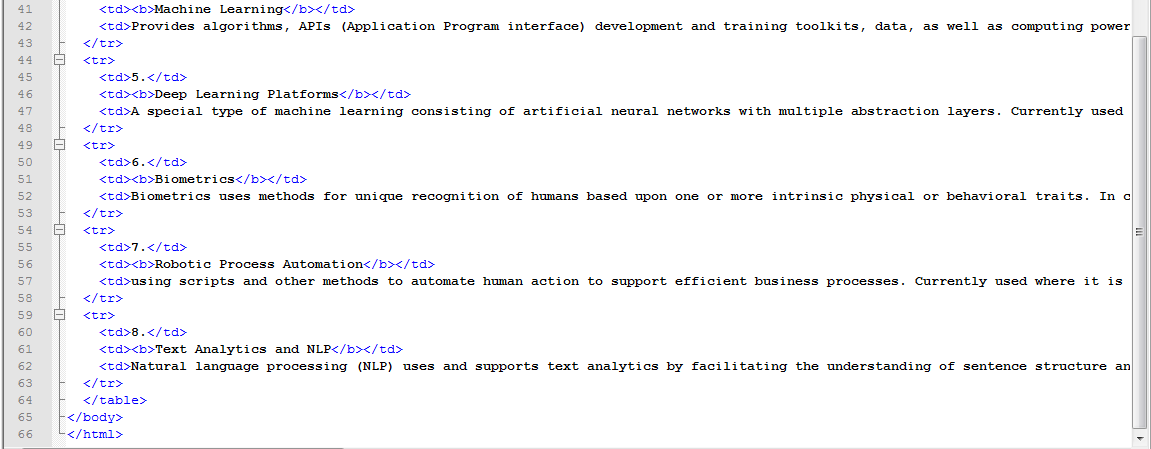 41 <td><b>Machine Learning</b></td>
42 <td>Provides algorithms, APIs (Application Program interface) development and training toolkits, data, as well as computing power
43 </tr>
44 <tr>
45 <td>5.</td>
46 <td><b>Deep Learning Platforms</b></td>
47 <td>A special type of machine learning consisting of artificial neural networks with multiple abstraction layers. Currently used
48 </tr>
49 <tr>
50 <td>6.</td>
51 <td><b>Biometrics</b></td>
52 <td>Biometrics uses methods for unique recognition of humans based upon one or more intrinsic physical or behavioral traits. In c
53 </tr>
54 <tr>
55 <td>7.</td>
56 <td><b>Robotic Process Automation</b></td>
57 <td>using scripts and other methods to automate human action to support efficient business processes. Currently used where it is
58 </tr>
59 <tr>
60 <td>8.</td>
61 <td><b>Text Analytics and NLP</b></td>
62 <td>Natural language processing (NLP) uses and supports text analytics by facilitating the understanding of sentence structure an
63 </tr>
64 </table>
65 </body>
66 </html>